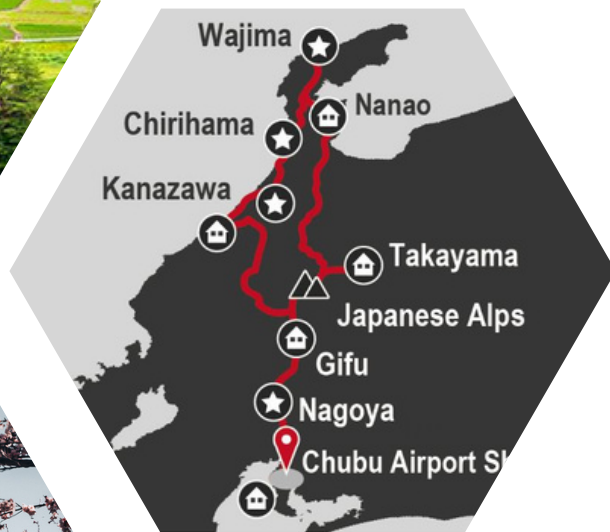 Wajima
Nanao
Chirihama
Kanazawa
Takayama
Japanese Alps
Gifu
Nagoya
Chubu Airport